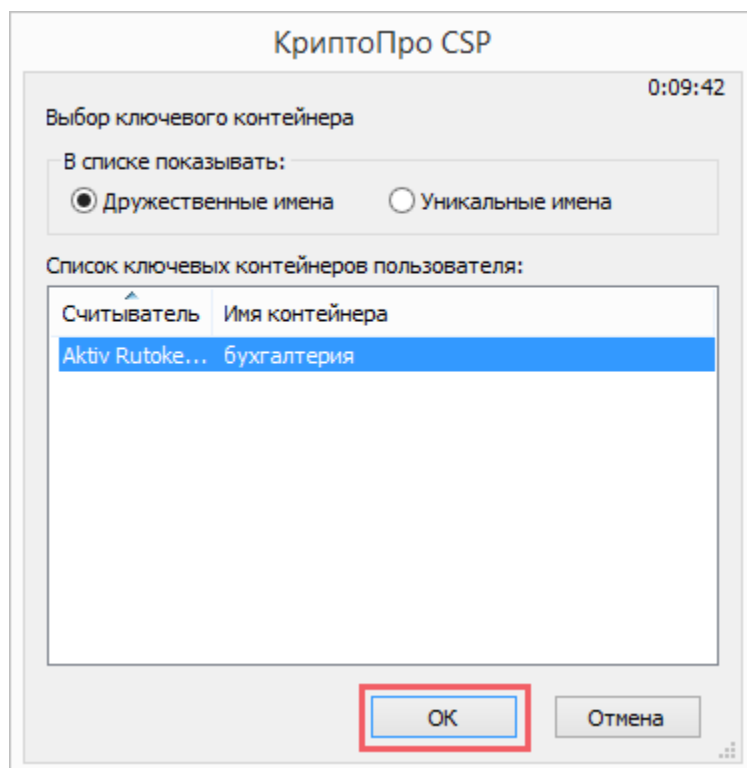 КриптоПро CSP
0:09:42
Выбор ключевого контейнера
В списке показывать:
Дружественные имена Уникальные имена
Список ключевых контейнеров пользователя:
Считыватель Имя контейнера
Aktiv Rutoke... бухгалтерия
ОК Отмена